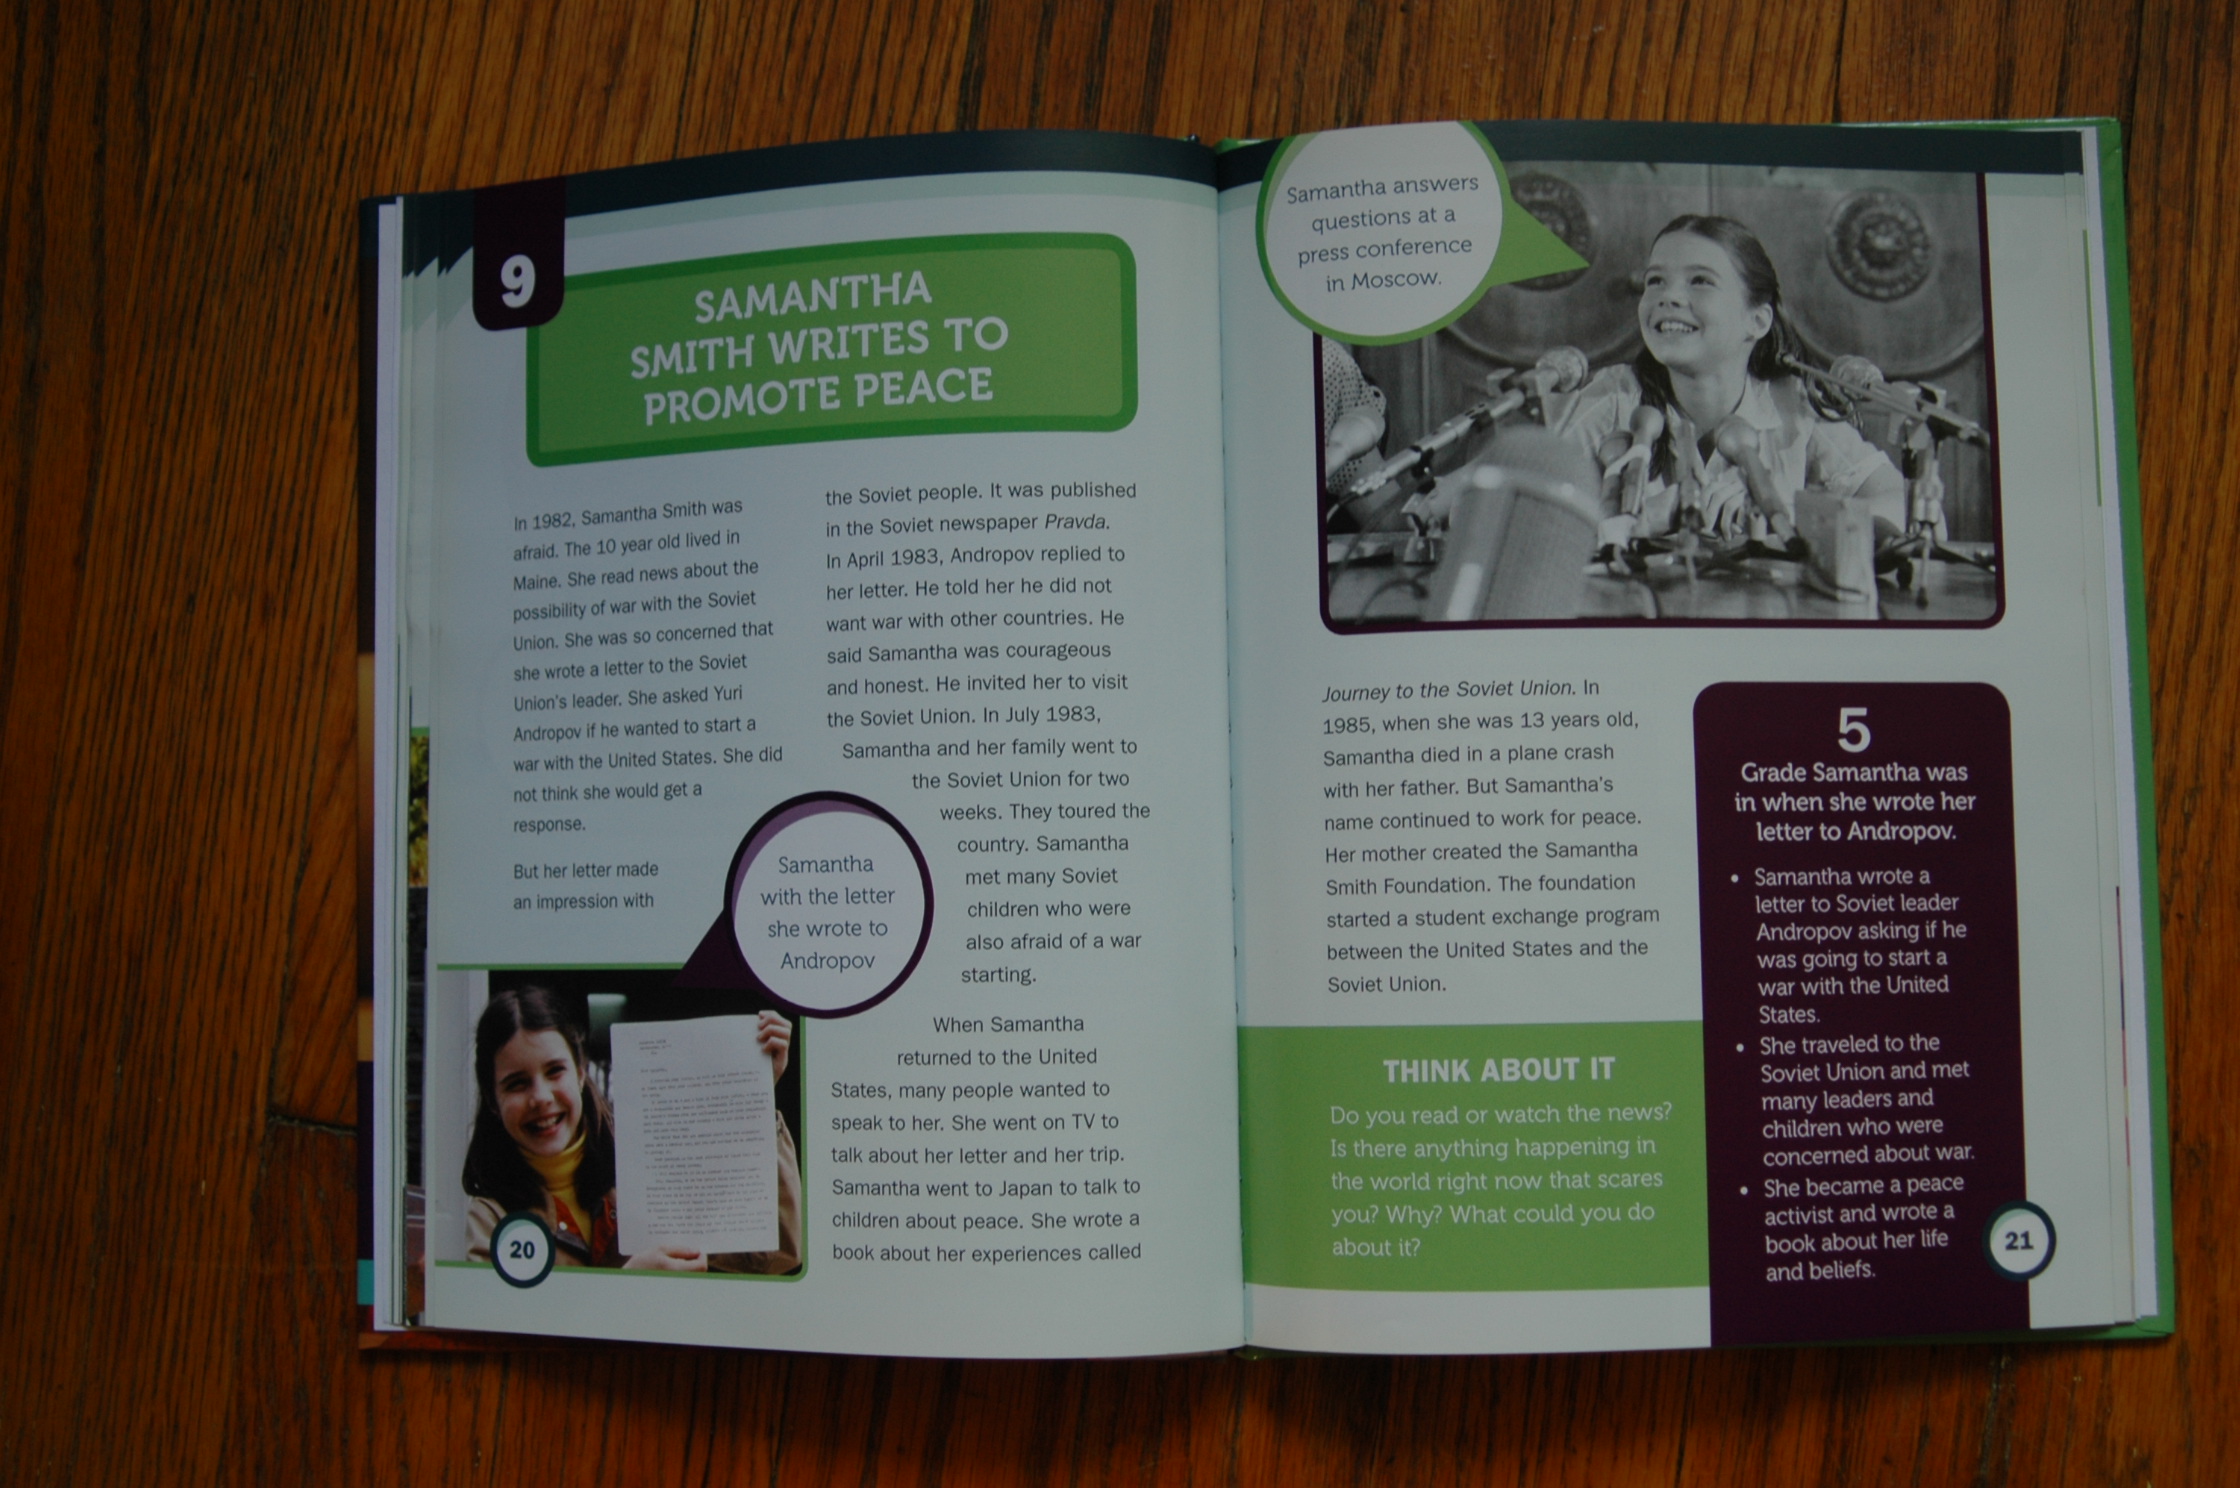 9
SAMANTHA
SMITH WRITES TO
PROMOTE PEACE
In 1982, Samantha Smith was
afraid. The 10 year old lived in
Maine. She read news about the
possibility of war with the Soviet
Union. She was so concerned that
she wrote a letter to the Soviet
Union's leader. She asked Yuri
Andropov if he wanted to start a
war with the United States. She did
not think she would get a
response.
But her letter made
an impression with
the Soviet people. It was published
in the Soviet newspaper Pravda.
In April 1983, Andropov replied to
her letter. He told her he did not
want war with other countries. He
said Samantha was courageous
and honest. He invited her to visit
the Soviet Union. In July 1983,
Samantha and her family went to
the Soviet Union for two
weeks. They toured the
country. Samantha
met many Soviet
children who were
also afraid of a war
starting.
When Samantha
returned to the United
States, many people wanted to
speak to her. She went on TV to
talk about her letter and her trip.
Samantha went to Japan to talk to
children about peace. She wrote a
book about her experiences called
Samantha
with the letter
she wrote to
Andropov
20
Samantha answers
questions at a
press conference
in Moscow.
Journey to the Soviet Union. In
1985, when she was 13 years old,
Samantha died in a plane crash
with her father. But Samantha's
name continued to work for peace.
Her mother created the Samantha
Smith Foundation. The foundation
started a student exchange program
between the United States and the
Soviet Union.
THINK ABOUT IT
Do you read or watch the news?
Is there anything happening in
the world right now that scares
you? Why? What could you do
about it?
5
Grade Samantha was
in when she wrote her
letter to Andropov.
• Samantha wrote a
letter to Soviet leader
Andropov asking if he
was going to start a
war with the United
States.
• She traveled to the
Soviet Union and met
many leaders and
children who were
concerned about war.
• She became a peace
activist and wrote a
book about her life
and beliefs.
21